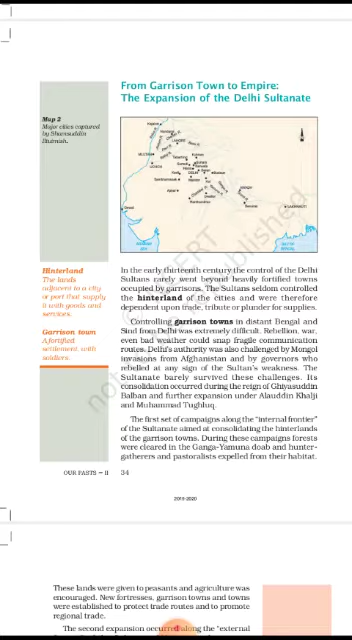 From Garrison Town to Empire:
The Expansion of the Delhi Sultanate
Map 2
Major cities captured
by Shamsuddin
Iltutmish.
MULTAN
LAHORE
DELHI
LAKHNAUTI
ARABIAN
SEA
BAY OF
BENGAL
Hinterland
The lands
adjacent to a city
or port that supply
it with goods and
services.
Garrison town
A fortified
settlement, with
soldiers.
In the early thirteenth century the control of the Delhi
Sultans rarely went beyond heavily fortified towns
occupied by garrisons. The Sultans seldom controlled
the hinterland of the cities and were therefore
dependent upon trade, tribute or plunder for supplies.
Controlling garrison towns in distant Bengal and
Sind from Delhi was extremely difficult. Rebellion, war,
even bad weather could snap fragile communication
routes. Delhi's authority was also challenged by Mongol
invasions from Afghanistan and by governors who
rebelled at any sign of the Sultan's weakness. The
Sultanate barely survived these challenges. Its
consolidation occurred during the reign of Ghiyasuddin
Balban and further expansion under Alauddin Khalji
and Muhammad Tughluq.
The first set of campaigns along the "internal frontier"
of the Sultanate aimed at consolidating the hinterlands
of the garrison towns. During these campaigns forests
were cleared in the Ganga-Yamuna doab and hunter-
gatherers and pastoralists expelled from their habitat.
OUR PASTS – II 34
2019-2020
These lands were given to peasants and agriculture was
encouraged. New fortresses, garrison towns and towns
were established to protect trade routes and to promote
regional trade.
The second expansion occurred along the "external